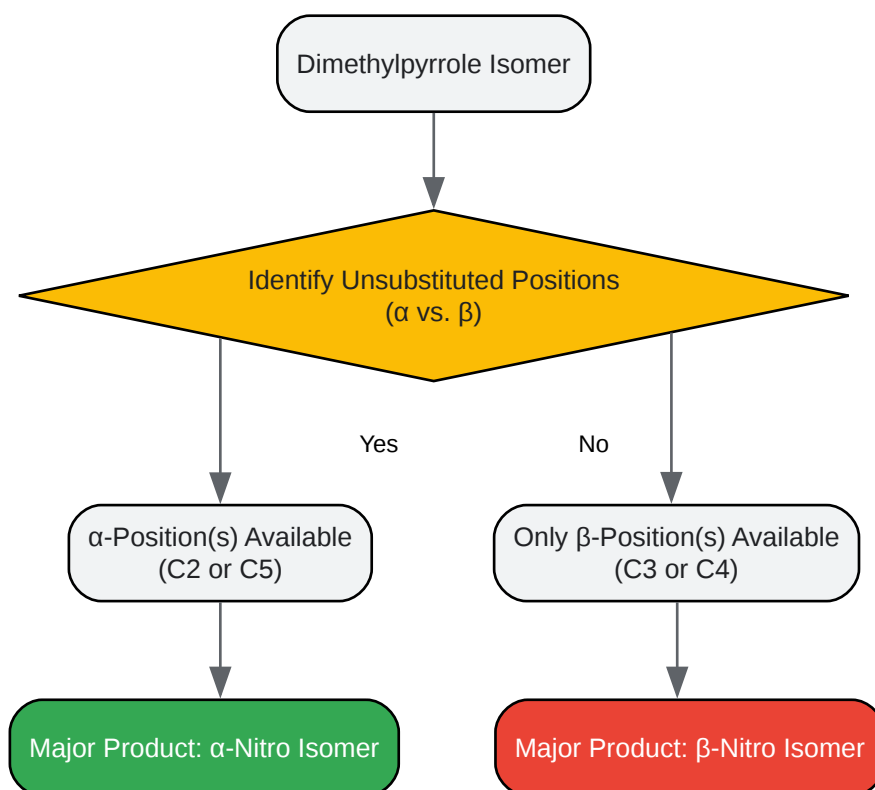 Dimethylpyrrole Isomer
Identify Unsubstituted Positions
(α vs. β)
Yes
No
α-Position(s) Available
(C2 or C5)
Only β-Position(s) Available
(C3 or C4)
Major Product: α-Nitro Isomer
Major Product: β-Nitro Isomer